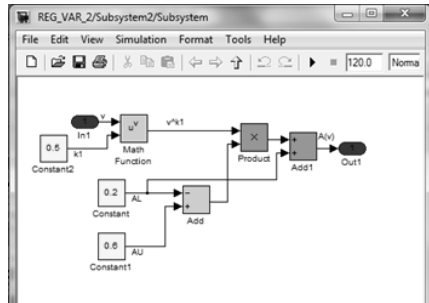 REG_VAR_2/Subsystem2/Subsystem
File Edit View Simulation Format Tools Help
120.0 Norma
v
In1
u^v
v^k1
Math
Function
0.5
k1
Constant2
×
Product
A(v)
Add1
1
Out1
0.2
AL
Constant
Add
0.6
AU
Constant1